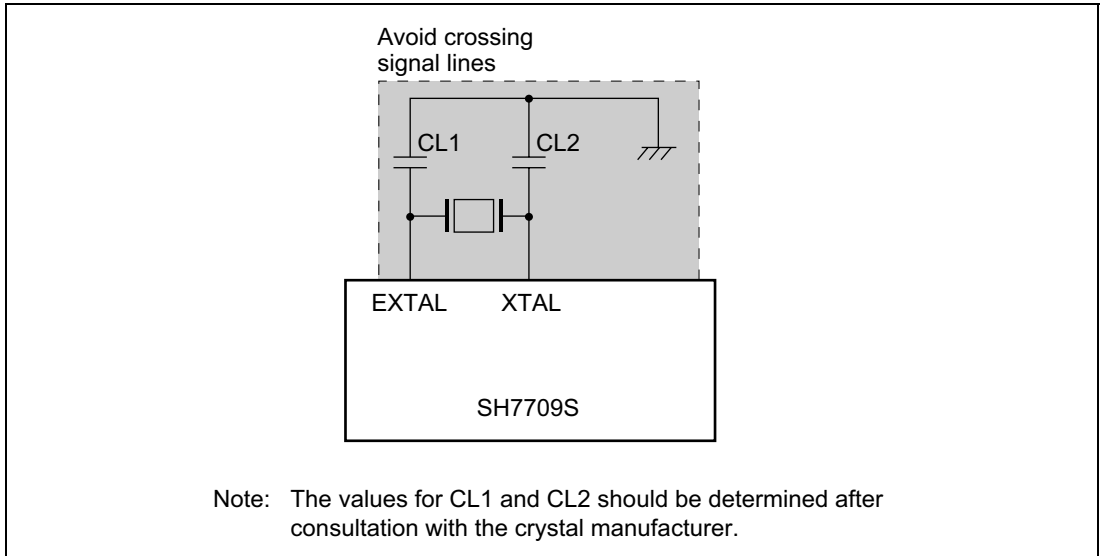 Avoid crossing
signal lines
CL1
CL2
EXTAL
XTAL
SH7709S
Note: The values for CL1 and CL2 should be determined after
consultation with the crystal manufacturer.